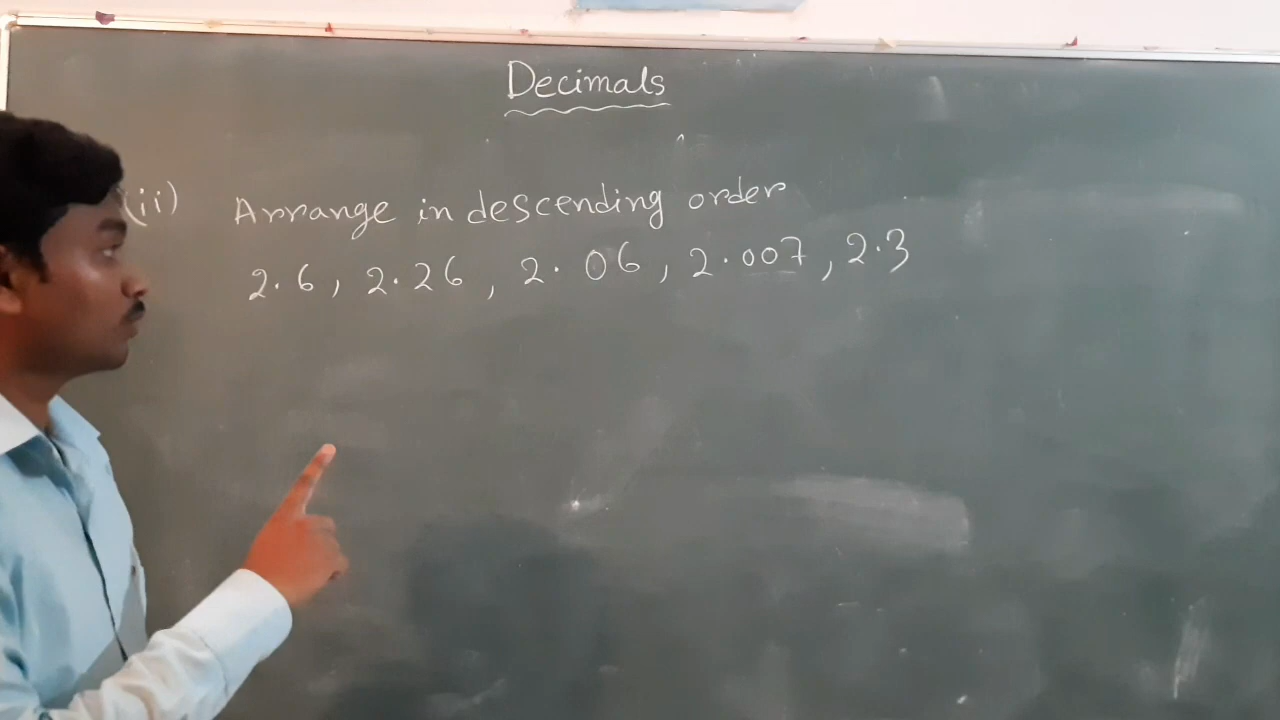 Decimals
(ii) Arrange in descending order
2.6, 2.26, 2.06, 2.007, 2.3